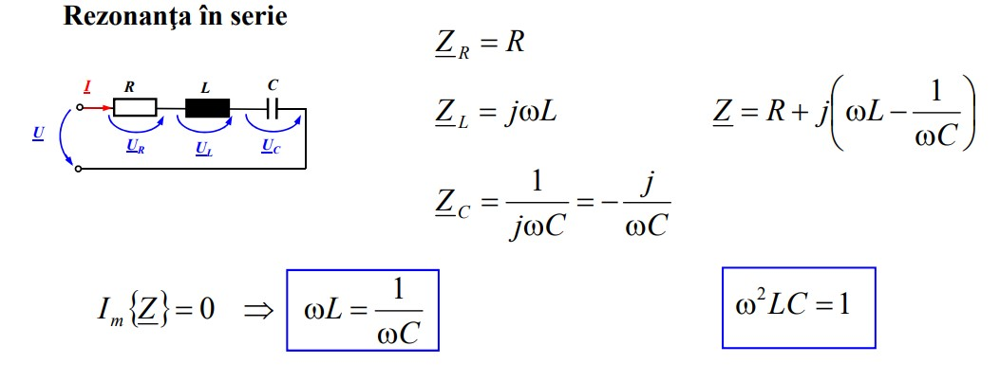 Rezonanţa în serie
Z_R = R
I R L C
U
U_R U_L U_C
Z_L = jωL
Z = R + j(ωL − 1/ωC)
Z_C = 1/jωC = − j/ωC
I_m{Z} = 0 ⇒ ωL = 1/ωC
ω²LC = 1